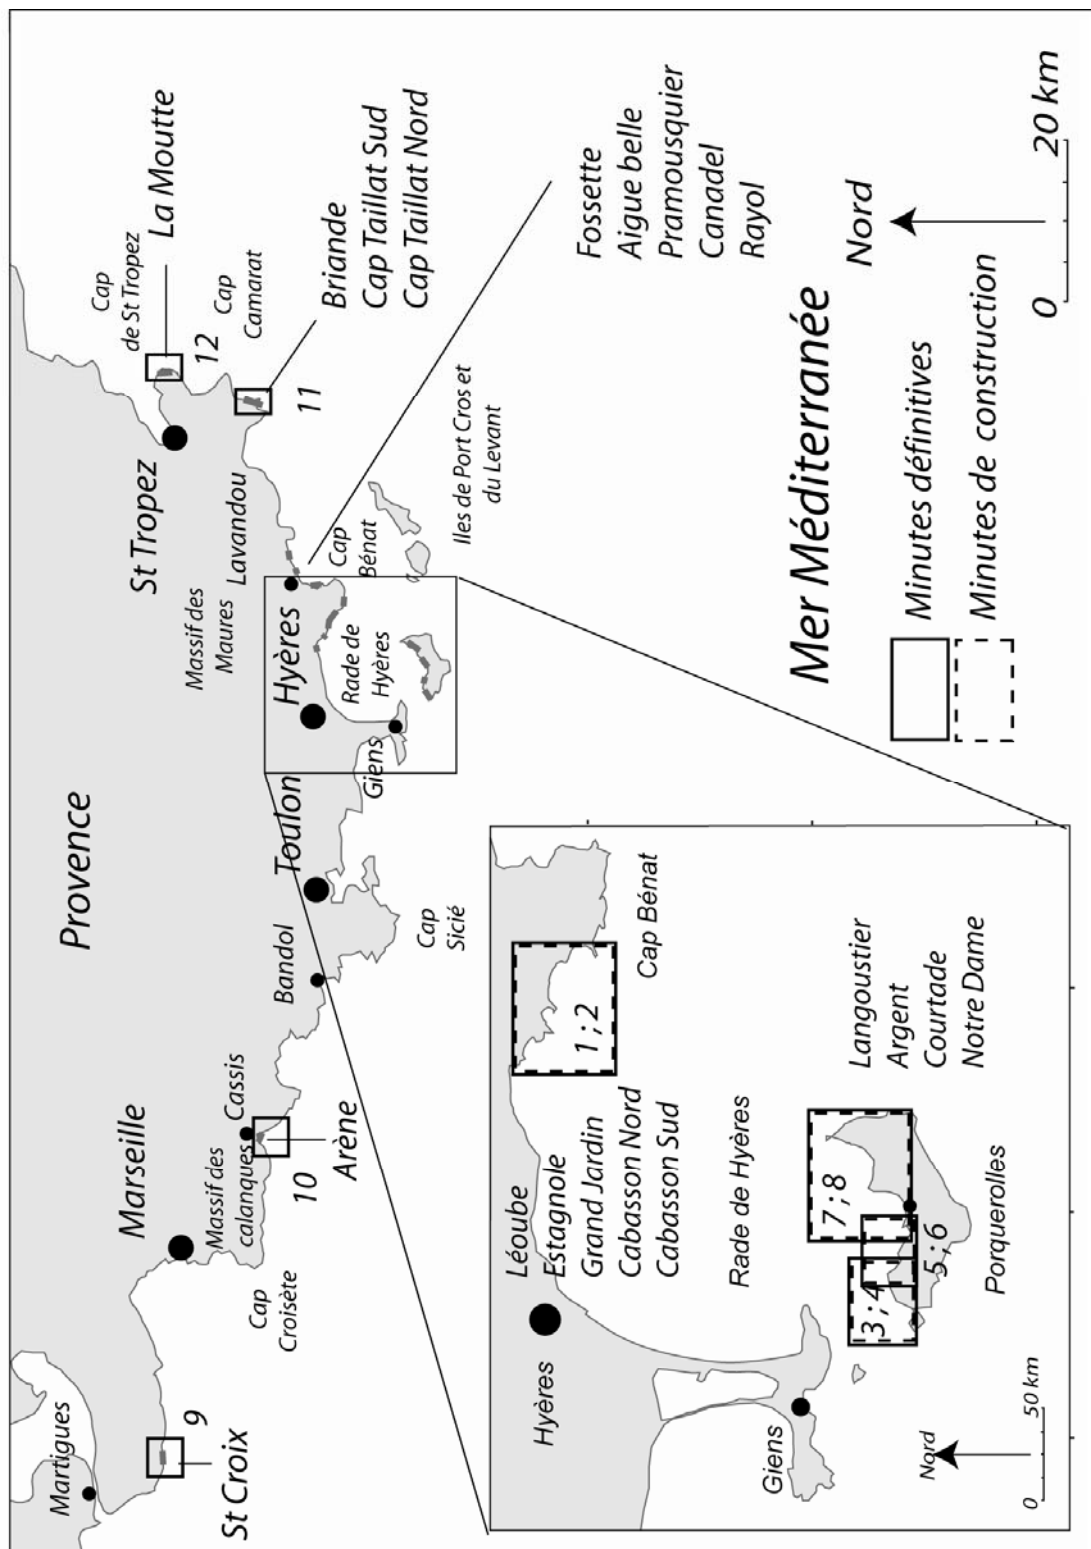 Provence
Martigues
9
St Croix
Marseille
Massif des
calanques
Cap
Croisète
Cassis
10
Arène
Bandol
Toulon
Cap
Sicié
Giens
Hyères
Rade de
Hyères
Massif des
Maures
Lavandou
Cap
Bénat
Iles de Port Cros et
du Levant
St Tropez
Cap
de St Tropez
La Moutte
12
Cap
Camarat
11
Briande
Cap Taillat Sud
Cap Taillat Nord
Fossette
Aigue belle
Pramousquier
Canadel
Rayol
Mer Méditerranée
Nord
Minutes définitives
Minutes de construction
0
20 km
Hyères
Léoube
Estagnole
Grand Jardin
Cabasson Nord
Cabasson Sud
1 ; 2
Cap Bénat
Rade de Hyères
Giens
3 ; 4
5 ; 6
7 ; 8
Langoustier
Argent
Courtade
Notre Dame
Porquerolles
Nord
0
50 km